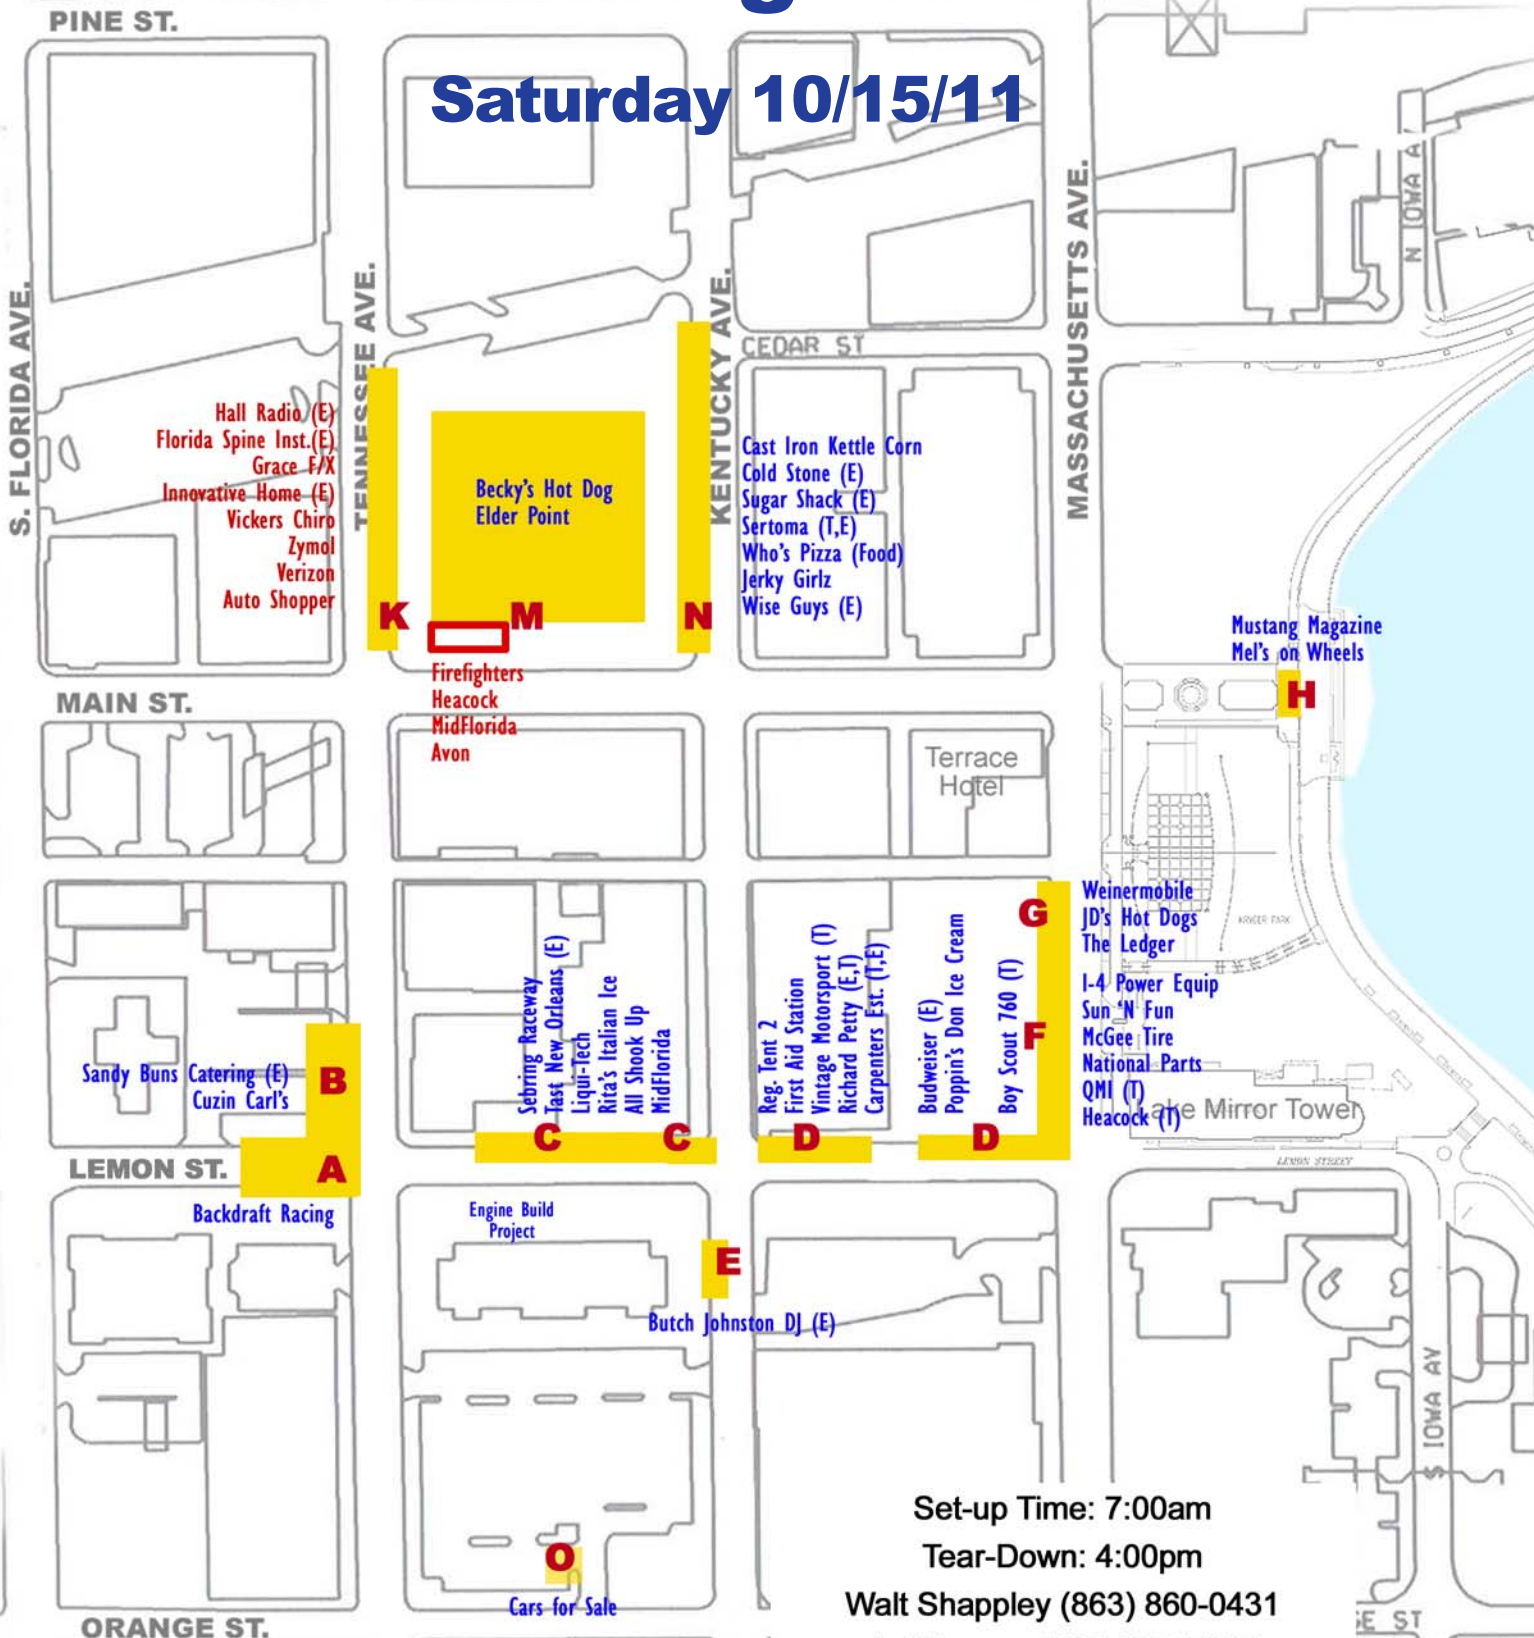 PINE ST.
Saturday 10/15/11
S. FLORIDA AVE.
TENNESSEE AVE.
KENTUCKY AVE.
MASSACHUSETTS AVE.
CEDAR ST
Hall Radio (E)
Florida Spine Inst.(E)
Grace F/X
Innovative Home (E)
Vickers Chiro
Zymol
Verizon
Auto Shopper
K
Becky's Hot Dog
Elder Point
M
N
Cast Iron Kettle Corn
Cold Stone (E)
Sugar Shack (E)
Sertoma (T,E)
Who's Pizza (Food)
Jerky Girlz
Wise Guys (E)
Firefighters
Heacock
MidFlorida
Avon
Mustang Magazine
Mel's on Wheels
H
MAIN ST.
Terrace
Hotel
G
Weinermobile
JD's Hot Dogs
The Ledger
F
I-4 Power Equip
Sun 'N Fun
McGee Tire
National Parts
QMI (T)
Heacock (T)
Lake Mirror Tower
Sandy Buns Catering (E)
Cuzin Carl's
B
A
Sebring Raceway
Tast New Orleans (E)
Liqui-Tech
Rita's Italian Ice
All Shook Up
MidFlorida
C
C
Reg. Tent 2
First Aid Station
Vintage Motorsport (T)
Richard Petty (E,T)
Carpenters Est. (T,E)
D
Budweiser (E)
Poppin's Don Ice Cream
Boy Scout 760 (T)
D
LEMON ST.
LEMON STREET
Backdraft Racing
Engine Build
Project
E
Butch Johnston DJ (E)
S IOWA AV
N IOWA A
O
Cars for Sale
Set-up Time: 7:00am
Tear-Down: 4:00pm
Walt Shappley (863) 860-0431
ORANGE ST.
GE ST